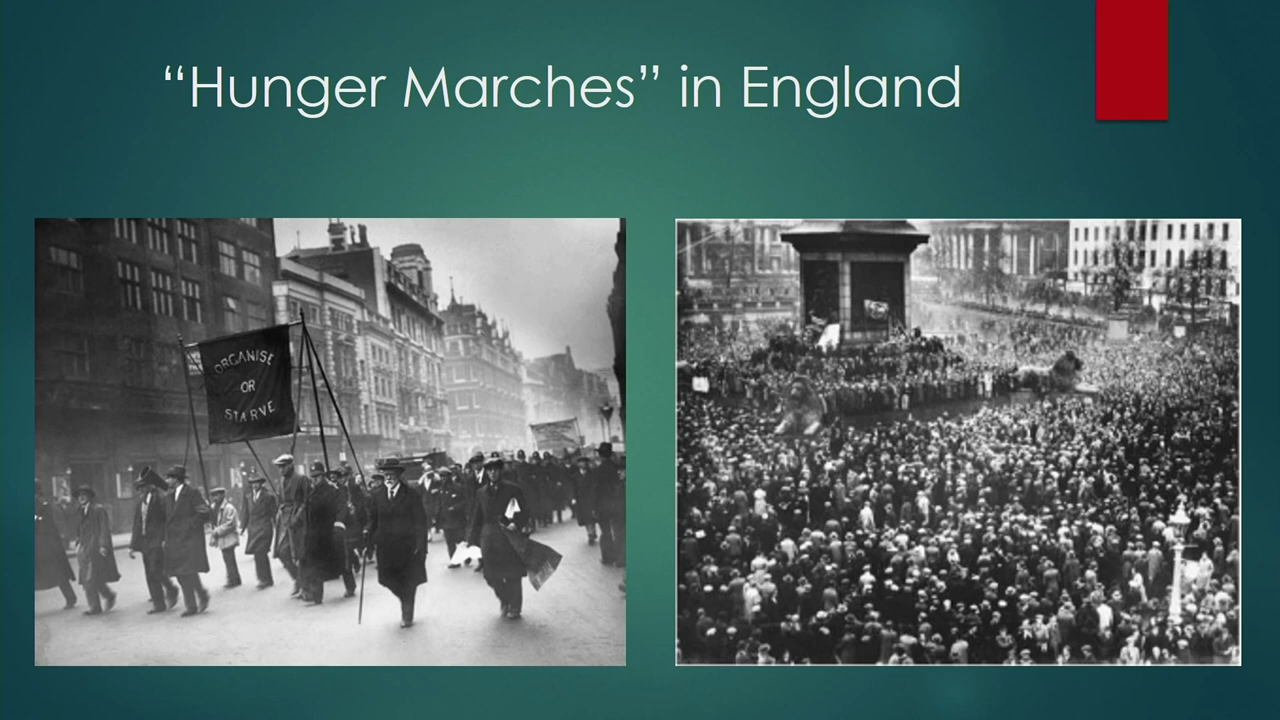 “Hunger Marches” in England
ORGANISE
OR
STARVE